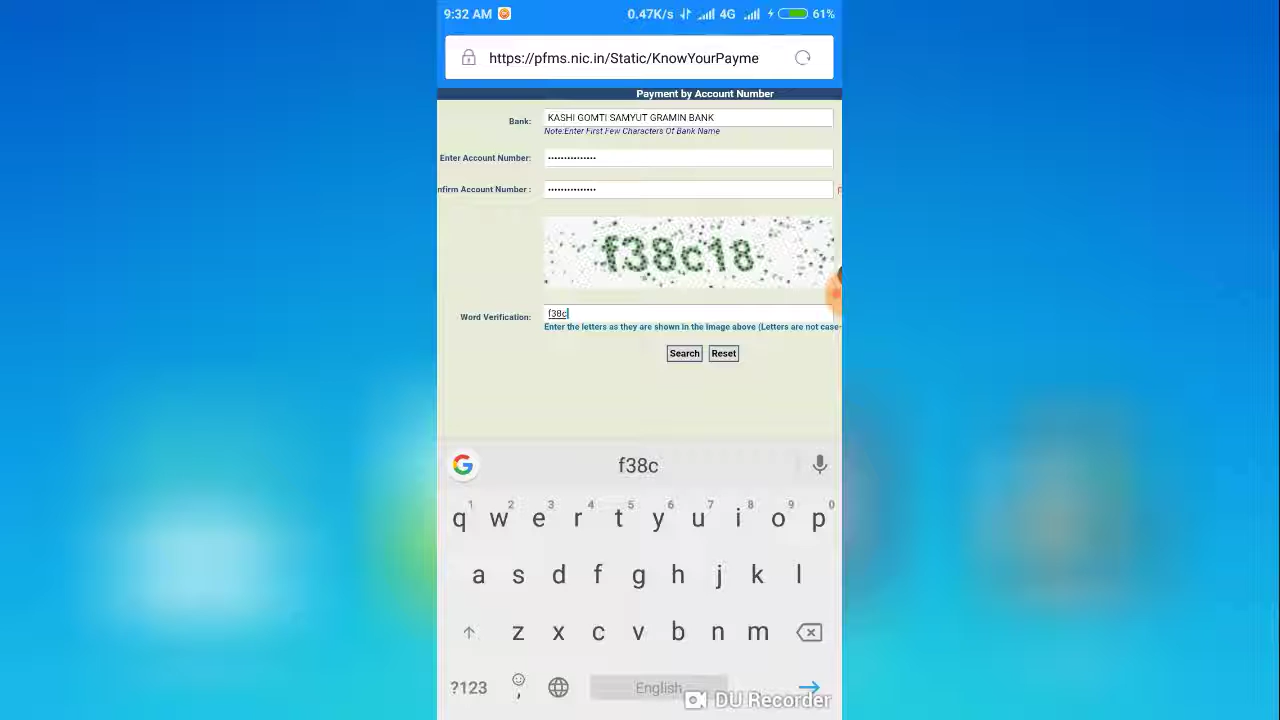 9:32 AM 0.47K/s 4G 61%
https://pfms.nic.in/Static/KnowYourPayme
Payment by Account Number
Bank: KASHI GOMTI SAMYUT GRAMIN BANK
Note:Enter First Few Characters Of Bank Name
Enter Account Number: •••••••••••••••
nfirm Account Number : •••••••••••••••
f38c18
Word Verification: f38c
Enter the letters as they are shown in the image above (Letters are not case-
Search Reset
G f38c
1 2 3 4 5 6 7 8 9 0
q w e r t y u i o p
a s d f g h j k l
z x c v b n m
?123 , English
DU Recorder